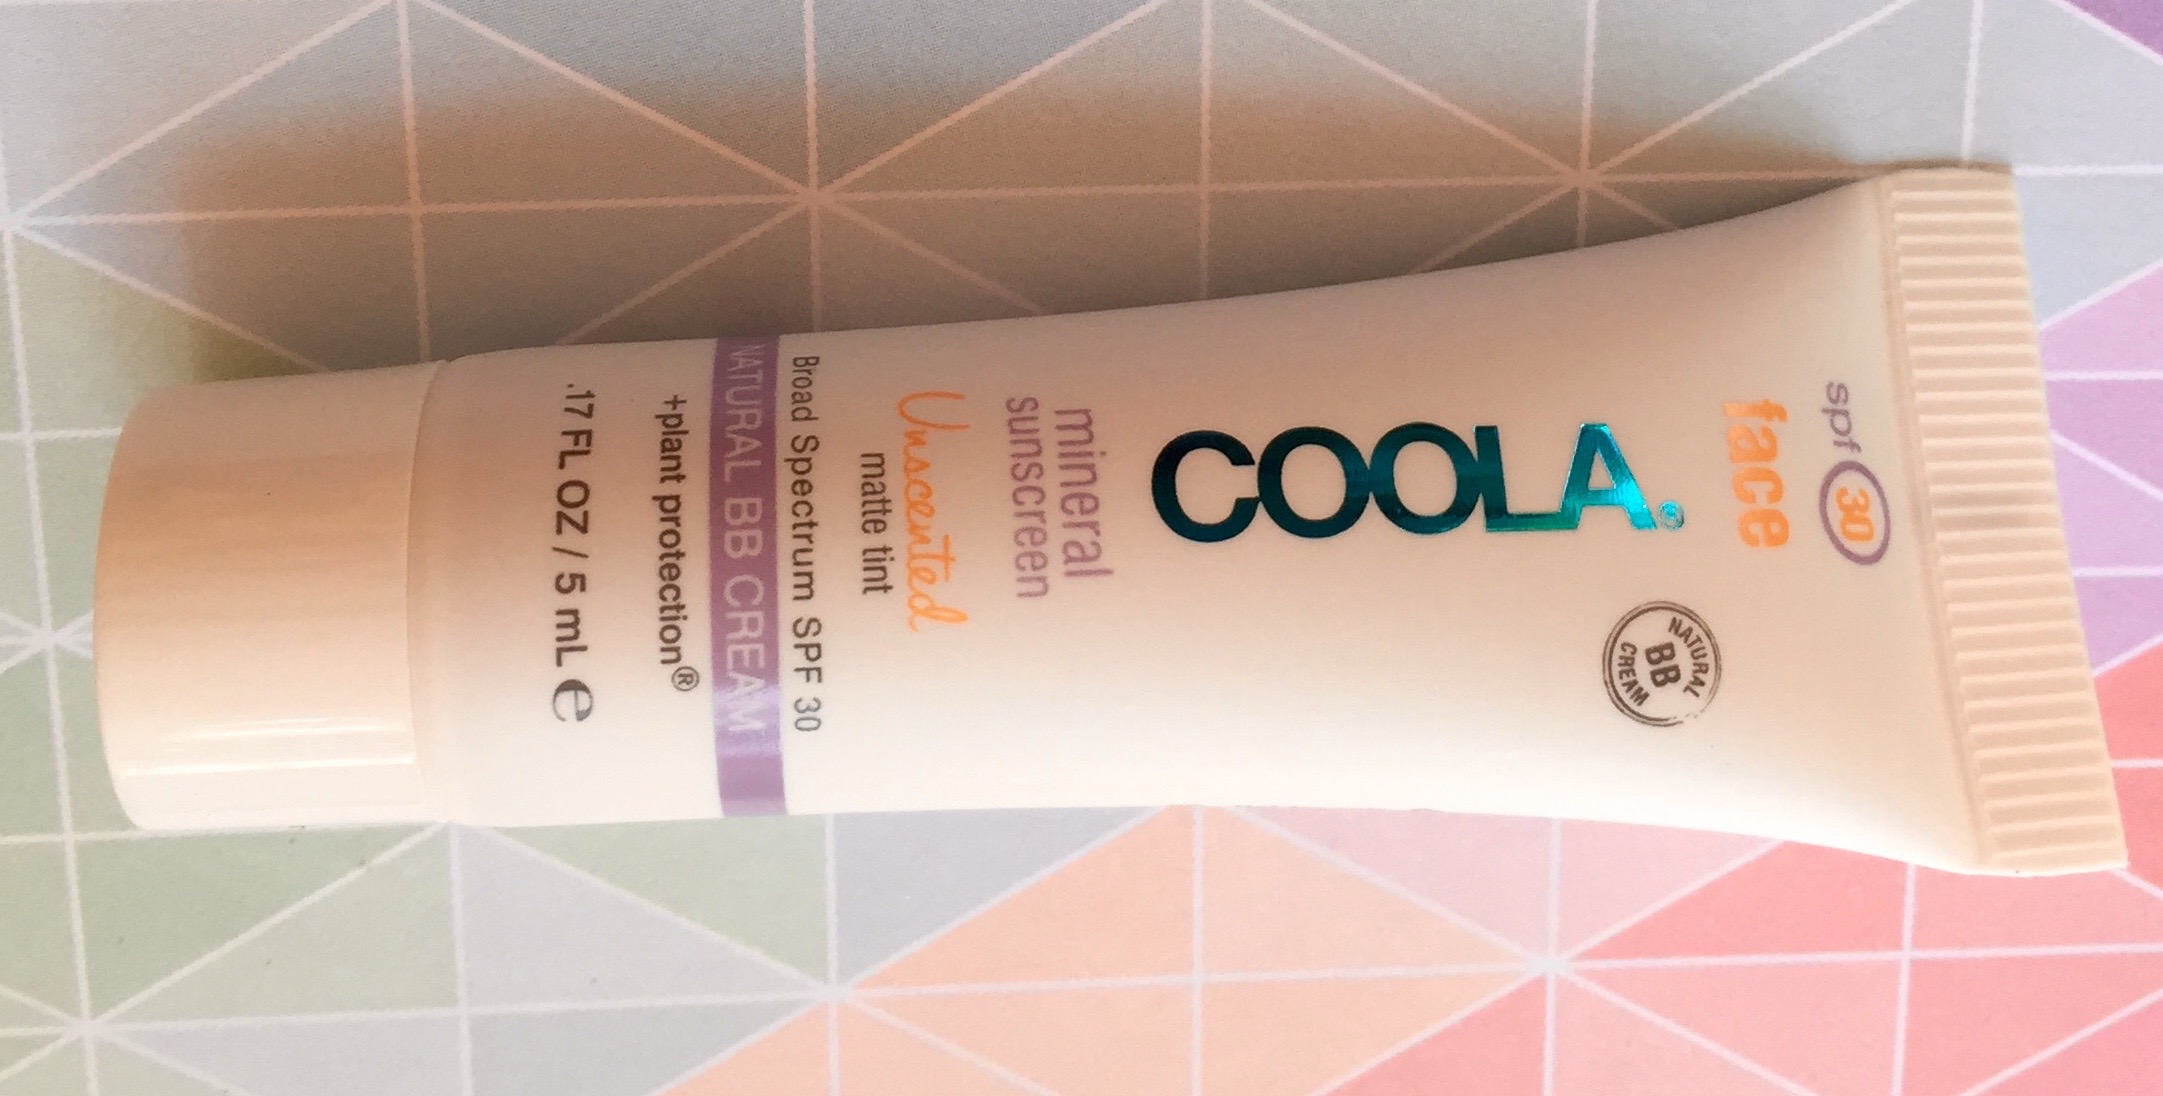 spf 30
face
NATURAL
BB
CREAM
COOLA®
mineral
sunscreen
Unscented
matte tint
Broad Spectrum SPF 30
NATURAL BB CREAM
+plant protection®
.17 FL OZ / 5 mL ℮